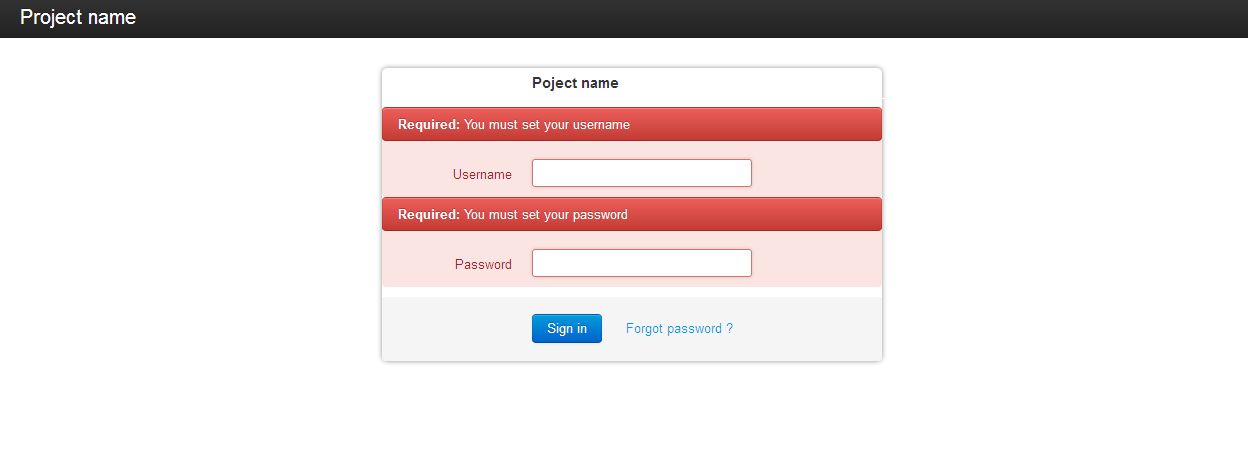 Project name
Poject name
Required: You must set your username
Username
Required: You must set your password
Password
Sign in Forgot password ?